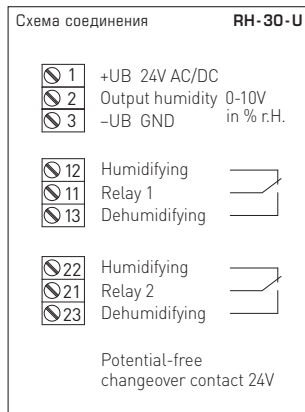 Схема соединения RH-30-U
1 +UB 24V AC/DC
2 Output humidity 0-10V
3 –UB GND in % r.H.
12 Humidifying
11 Relay 1
13 Dehumidifying
22 Humidifying
21 Relay 2
23 Dehumidifying
Potential-free
changeover contact 24V